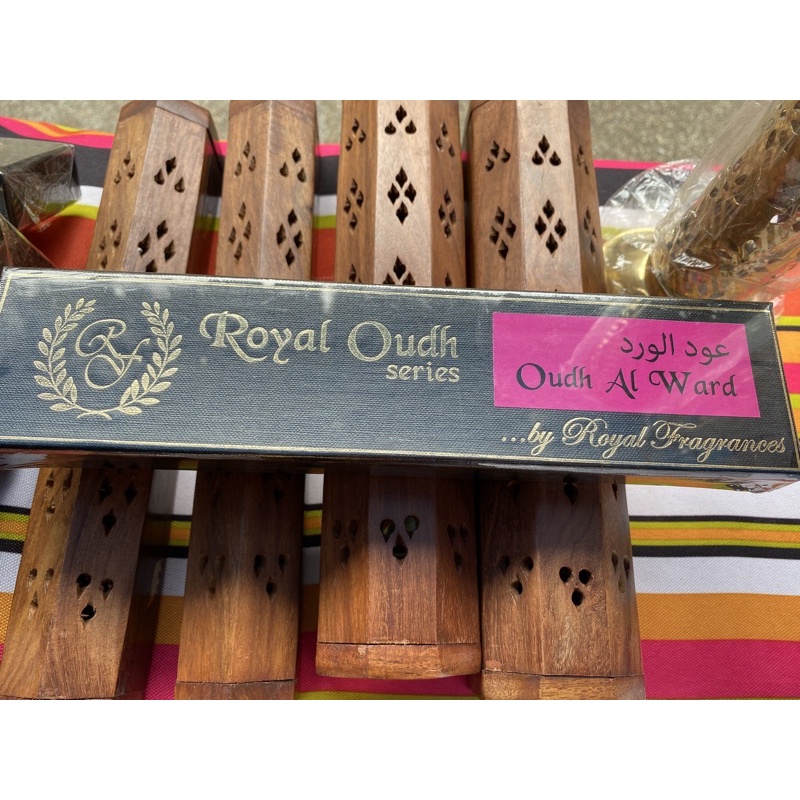 RF
Royal Oudh
series
عود الورد
Oudh Al Ward
...by Royal Fragrances